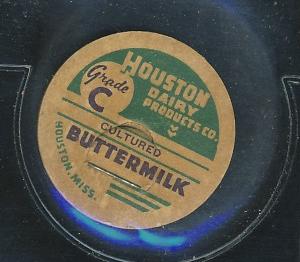 Grade
C
HOUSTON
DAIRY
PRODUCTS CO.
CULTURED
BUTTERMILK
HOUSTON, MISS.